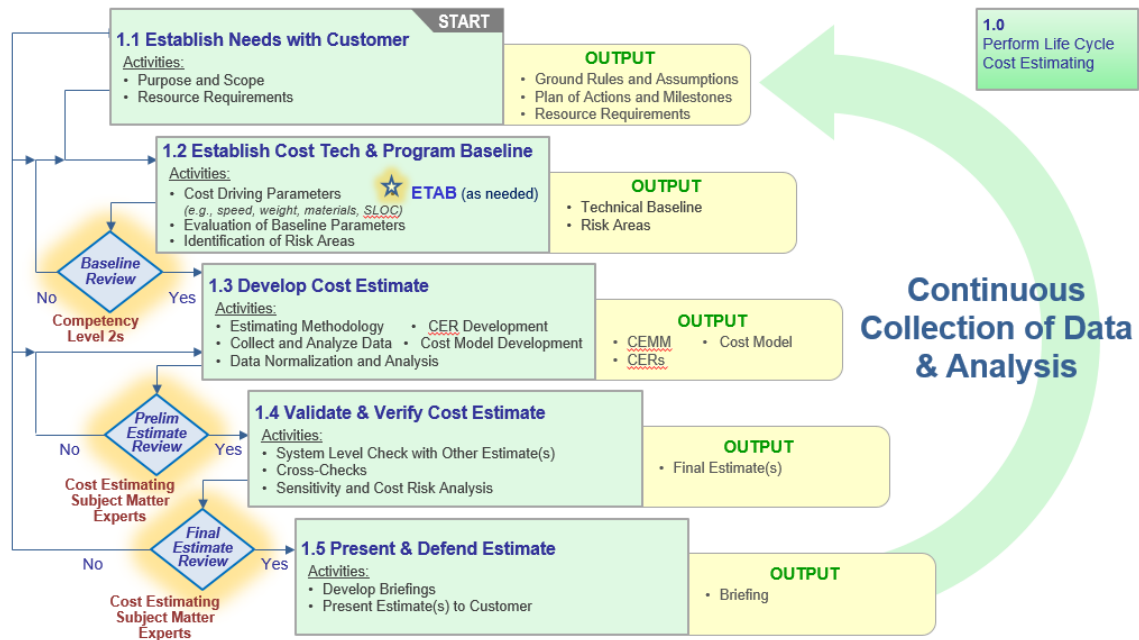 START
1.1 Establish Needs with Customer
Activities:
• Purpose and Scope
• Resource Requirements
OUTPUT
• Ground Rules and Assumptions
• Plan of Actions and Milestones
• Resource Requirements
1.0
Perform Life Cycle
Cost Estimating
1.2 Establish Cost Tech & Program Baseline
Activities:
• Cost Driving Parameters
(e.g., speed, weight, materials, SLOC)
• Evaluation of Baseline Parameters
• Identification of Risk Areas
ETAB (as needed)
OUTPUT
• Technical Baseline
• Risk Areas
Baseline
Review
No
Yes
Competency
Level 2s
1.3 Develop Cost Estimate
Activities:
• Estimating Methodology
• CER Development
• Collect and Analyze Data
• Cost Model Development
• Data Normalization and Analysis
OUTPUT
• CEMM
• Cost Model
• CERs
Continuous
Collection of Data
& Analysis
Prelim
Estimate
Review
No
Yes
Cost Estimating
Subject Matter
Experts
1.4 Validate & Verify Cost Estimate
Activities:
• System Level Check with Other Estimate(s)
• Cross-Checks
• Sensitivity and Cost Risk Analysis
OUTPUT
• Final Estimate(s)
Final
Estimate
Review
No
Yes
Cost Estimating
Subject Matter
Experts
1.5 Present & Defend Estimate
Activities:
• Develop Briefings
• Present Estimate(s) to Customer
OUTPUT
• Briefing